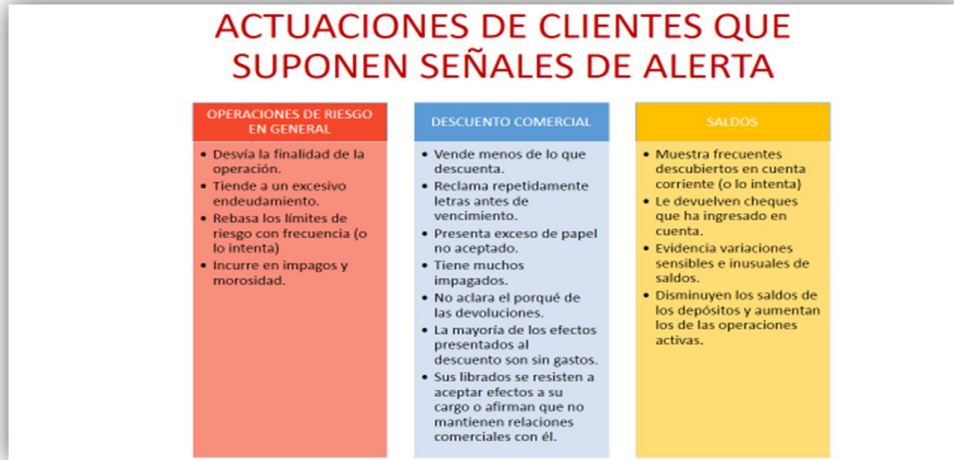 ACTUACIONES DE CLIENTES QUE
SUPONEN SEÑALES DE ALERTA
OPERACIONES DE RIESGO
EN GENERAL
• Desvía la finalidad de la
operación.
• Tiende a un excesivo
endeudamiento.
• Rebasa los límites de
riesgo con frecuencia (o
lo intenta)
• Incurre en impagos y
morosidad.
DESCUENTO COMERCIAL
• Vende menos de lo que
descuenta.
• Reclama repetidamente
letras antes de
vencimiento.
• Presenta exceso de papel
no aceptado.
• Tiene muchos
impagados.
• No aclara el porqué de
las devoluciones.
• La mayoría de los efectos
presentados al
descuento son sin gastos.
• Sus librados se resisten a
aceptar efectos a su
cargo o afirman que no
mantienen relaciones
comerciales con él.
SALDOS
• Muestra frecuentes
descubiertos en cuenta
corriente (o lo intenta)
• Le devuelven cheques
que ha ingresado en
cuenta.
• Evidencia variaciones
sensibles e inusuales de
saldos.
• Disminuyen los saldos de
los depósitos y aumentan
los de las operaciones
activas.